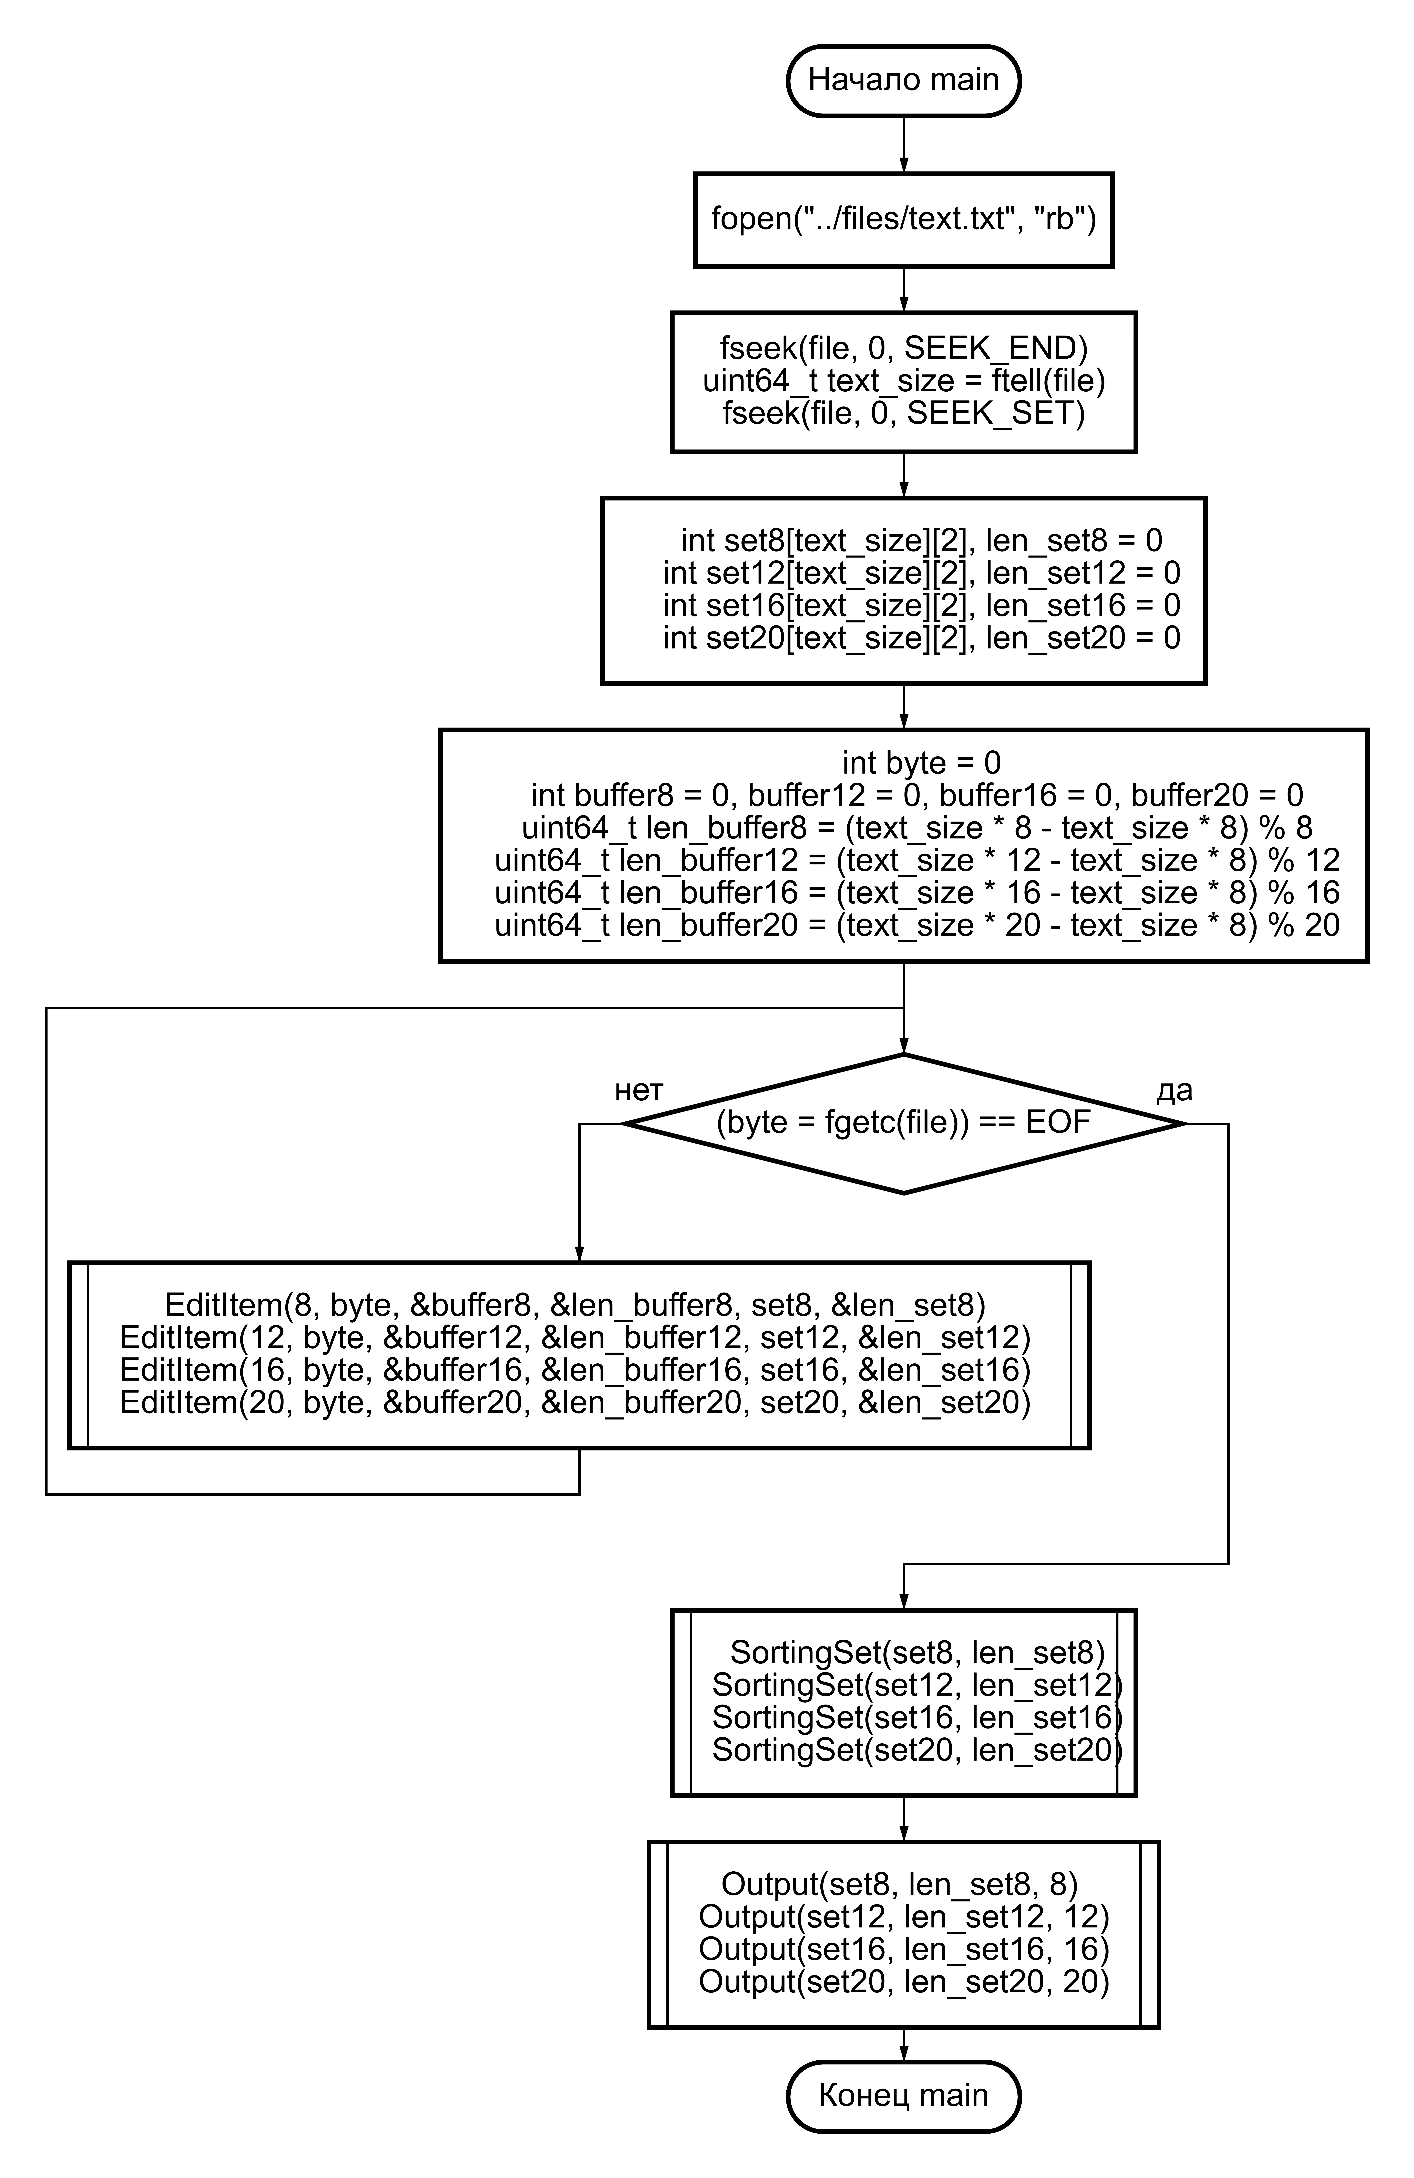 Начало main
fopen("../files/text.txt", "rb")
fseek(file, 0, SEEK_END)
uint64_t text_size = ftell(file)
fseek(file, 0, SEEK_SET)
int set8[text_size][2], len_set8 = 0
int set12[text_size][2], len_set12 = 0
int set16[text_size][2], len_set16 = 0
int set20[text_size][2], len_set20 = 0
int byte = 0
int buffer8 = 0, buffer12 = 0, buffer16 = 0, buffer20 = 0
uint64_t len_buffer8 = (text_size * 8 - text_size * 8) % 8
uint64_t len_buffer12 = (text_size * 12 - text_size * 8) % 12
uint64_t len_buffer16 = (text_size * 16 - text_size * 8) % 16
uint64_t len_buffer20 = (text_size * 20 - text_size * 8) % 20
нет
да
(byte = fgetc(file)) == EOF
EditItem(8, byte, &buffer8, &len_buffer8, set8, &len_set8)
EditItem(12, byte, &buffer12, &len_buffer12, set12, &len_set12)
EditItem(16, byte, &buffer16, &len_buffer16, set16, &len_set16)
EditItem(20, byte, &buffer20, &len_buffer20, set20, &len_set20)
SortingSet(set8, len_set8)
SortingSet(set12, len_set12)
SortingSet(set16, len_set16)
SortingSet(set20, len_set20)
Output(set8, len_set8, 8)
Output(set12, len_set12, 12)
Output(set16, len_set16, 16)
Output(set20, len_set20, 20)
Конец main